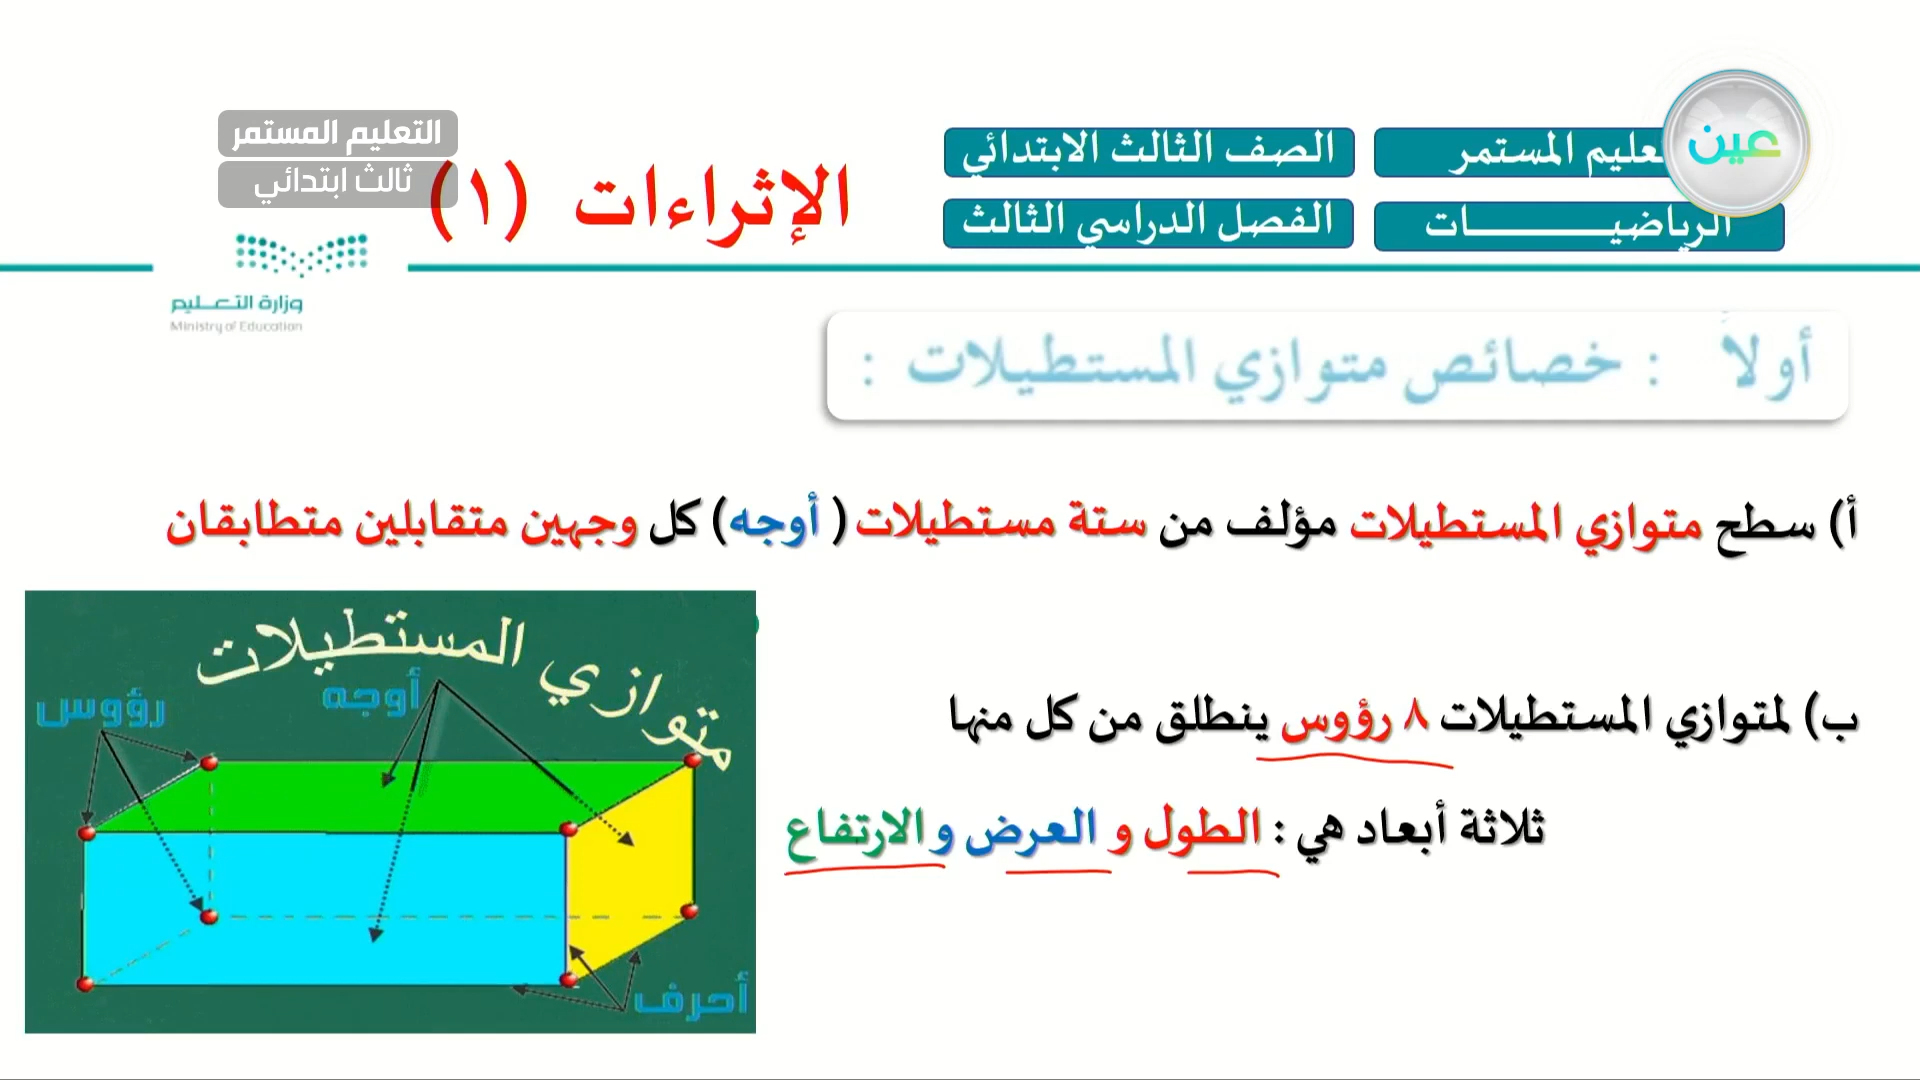 عين
تعليم المستمر
الصف الثالث الابتدائي
الرياضيـــــــــات
الفصل الدراسي الثالث
الإثراءات (١)
التعليم المستمر
ثالث ابتدائي
وزارة التعليم
Ministry of Education
أولاً : خصائص متوازي المستطيلات :
أ) سطح متوازي المستطيلات مؤلف من ستة مستطيلات ( أوجه) كل وجهين متقابلين متطابقان
ب) لمتوازي المستطيلات ٨ رؤوس ينطلق من كل منها
ثلاثة أبعاد هي : الطول و العرض و الارتفاع
متوازي المستطيلات
أوجه
رؤوس
أحرف